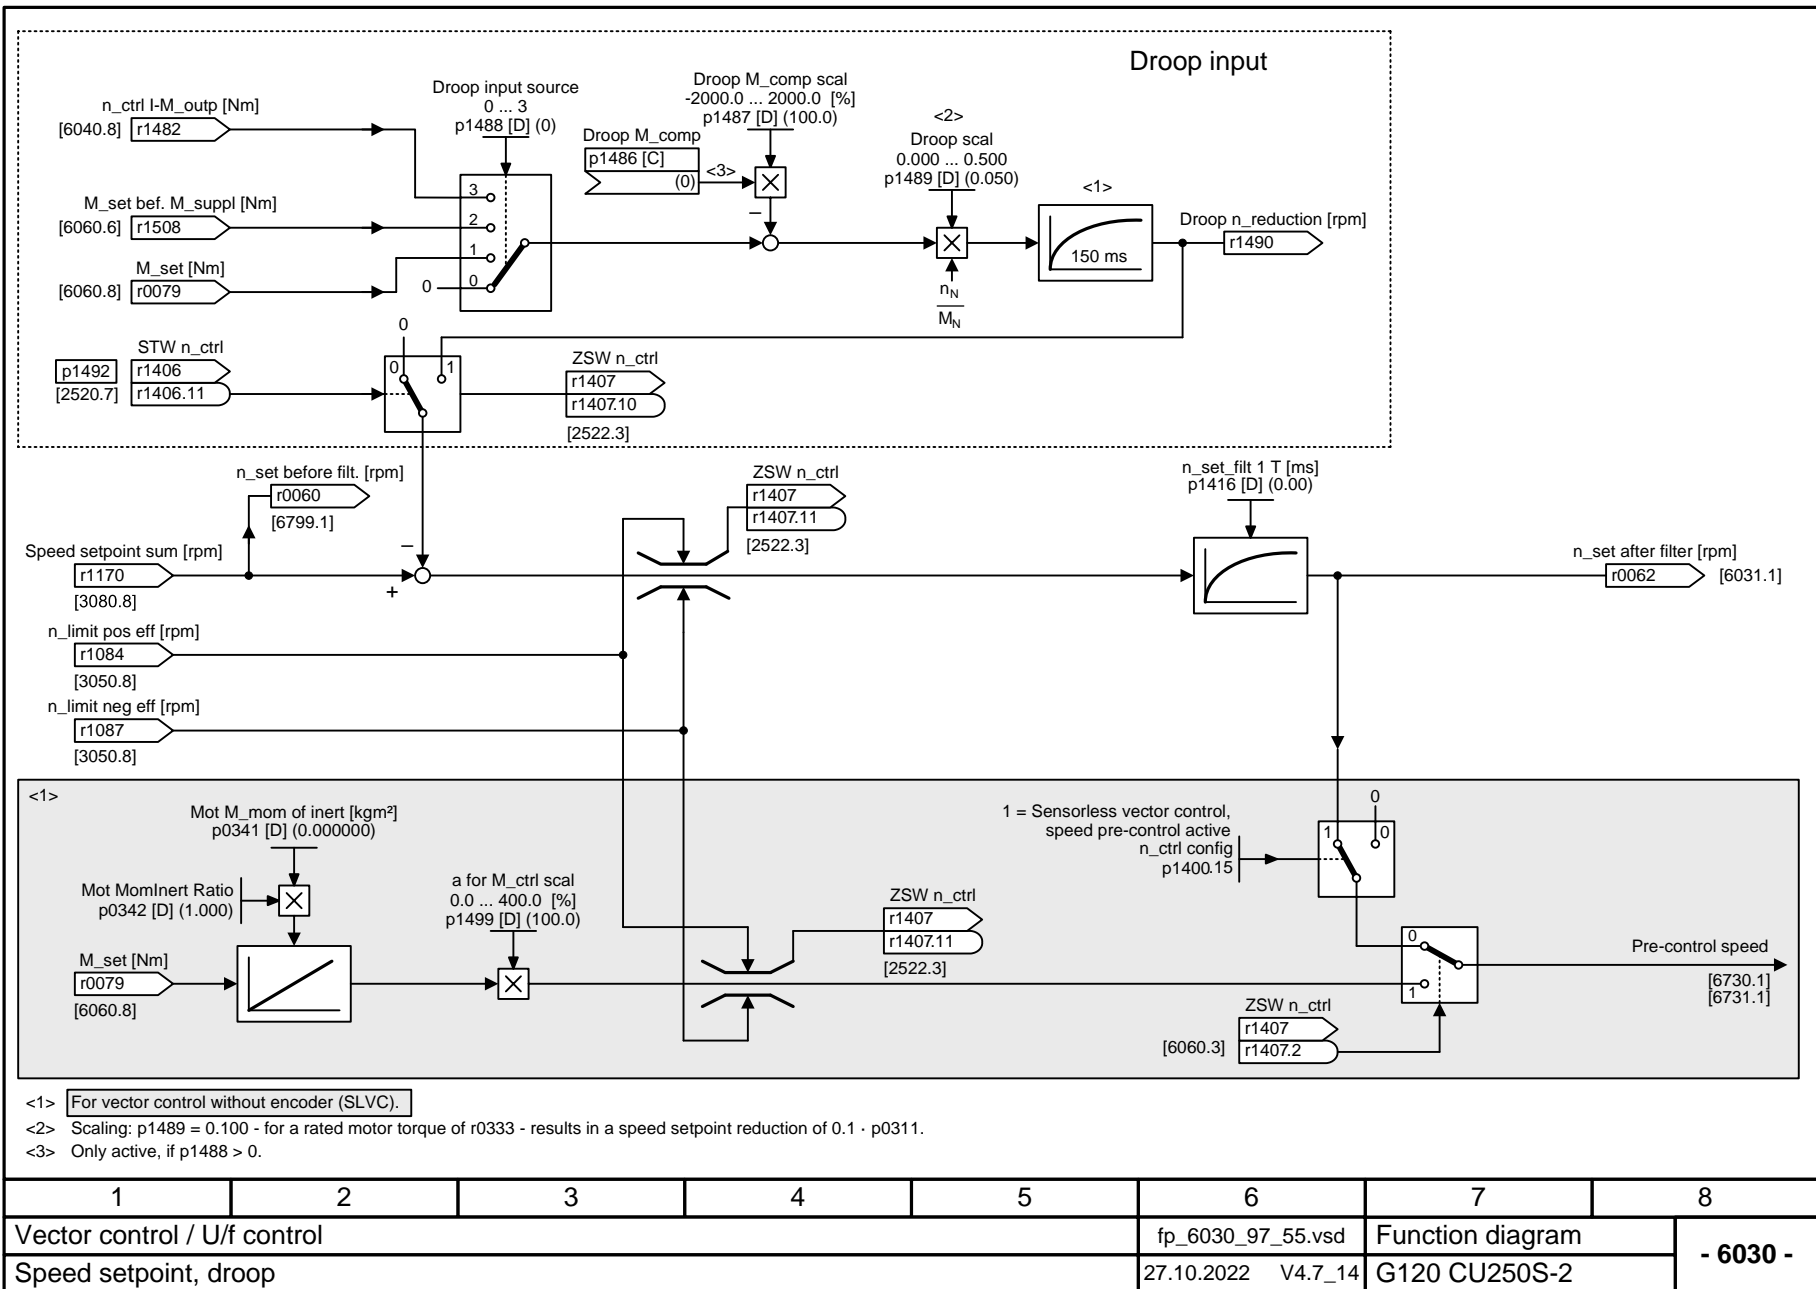 Droop input
Droop input source
0 ... 3
p1488 [D] (0)
Droop M_comp scal
-2000.0 ... 2000.0 [%]
p1487 [D] (100.0)
<2>
Droop scal
0.000 ... 0.500
p1489 [D] (0.050)
n_ctrl I-M_outp [Nm]
[6040.8] r1482
Droop M_comp
p1486 [C]
(0)
<3>
<1>
3
M_set bef. M_suppl [Nm]
[6060.6] r1508
2
–
150 ms
Droop n_reduction [rpm]
r1490
M_set [Nm]
[6060.8] r0079
1
0
0
nN
MN
STW n_ctrl
p1492
[2520.7]
r1406
r1406.11
0
0
1
ZSW n_ctrl
r1407
r1407.10
[2522.3]
n_set before filt. [rpm]
r0060
[6799.1]
ZSW n_ctrl
r1407
r1407.11
[2522.3]
n_set_filt 1 T [ms]
p1416 [D] (0.00)
Speed setpoint sum [rpm]
r1170
[3080.8]
–
+
n_set after filter [rpm]
r0062 [6031.1]
n_limit pos eff [rpm]
r1084
[3050.8]
n_limit neg eff [rpm]
r1087
[3050.8]
<1>
Mot M_mom of inert [kgm²]
p0341 [D] (0.000000)
Mot MomInert Ratio
p0342 [D] (1.000)
a for M_ctrl scal
0.0 ... 400.0 [%]
p1499 [D] (100.0)
M_set [Nm]
r0079
[6060.8]
ZSW n_ctrl
r1407
r1407.11
[2522.3]
1 = Sensorless vector control,
speed pre-control active
n_ctrl config
p1400.15
0
1
0
0
1
Pre-control speed
[6730.1]
[6731.1]
ZSW n_ctrl
r1407
[6060.3] r1407.2
<1> For vector control without encoder (SLVC).
<2> Scaling: p1489 = 0.100 - for a rated motor torque of r0333 - results in a speed setpoint reduction of 0.1 · p0311.
<3> Only active, if p1488 > 0.
1 2 3 4 5 6 7 8
Vector control / U/f control
fp_6030_97_55.vsd
Function diagram
- 6030 -
Speed setpoint, droop
27.10.2022 V4.7_14
G120 CU250S-2